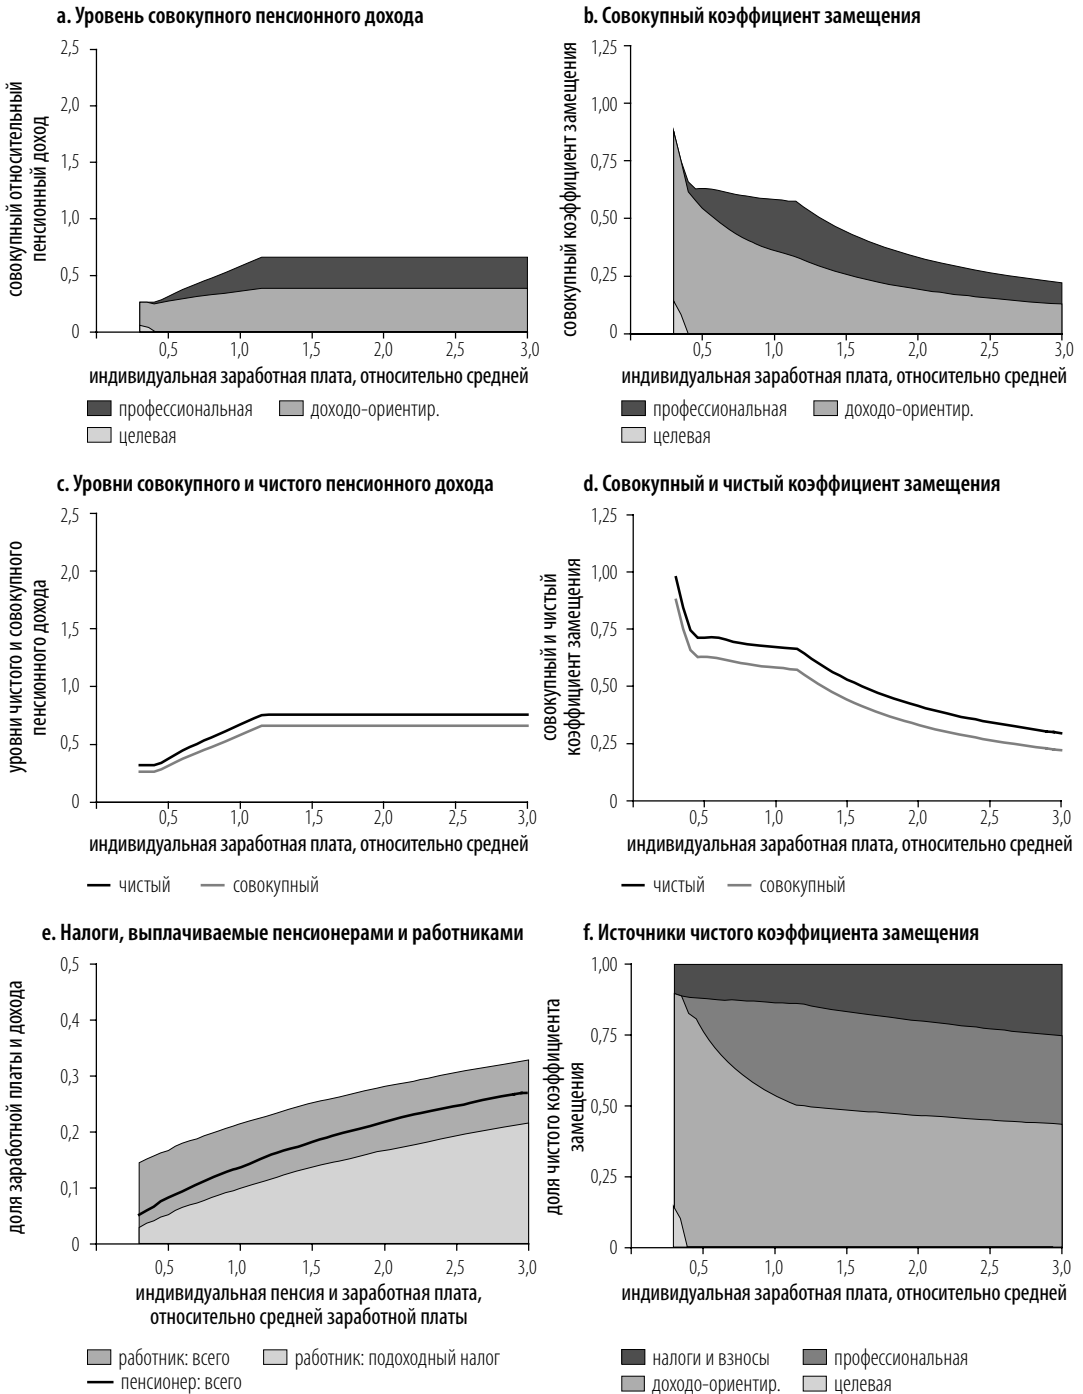 a. Уровень совокупного пенсионного дохода
совокупный относительный
пенсионный доход
2,5
2,0
1,5
1,0
0,5
0
0,5 1,0 1,5 2,0 2,5 3,0
индивидуальная заработная плата, относительно средней
профессиональная доходо-ориентир.
целевая
b. Совокупный коэффициент замещения
совокупный коэффициент замещения
1,25
1,00
0,75
0,50
0,25
0
0,5 1,0 1,5 2,0 2,5 3,0
индивидуальная заработная плата, относительно средней
профессиональная доходо-ориентир.
целевая
c. Уровни совокупного и чистого пенсионного дохода
уровни чистого и совокупного
пенсионного дохода
2,5
2,0
1,5
1,0
0,5
0
0,5 1,0 1,5 2,0 2,5 3,0
индивидуальная заработная плата, относительно средней
чистый совокупный
d. Совокупный и чистый коэффициент замещения
совокупный и чистый
коэффициент замещения
1,25
1,00
0,75
0,50
0,25
0
0,5 1,0 1,5 2,0 2,5 3,0
индивидуальная заработная плата, относительно средней
чистый совокупный
e. Налоги, выплачиваемые пенсионерами и работниками
доля заработной платы и дохода
0,5
0,4
0,3
0,2
0,1
0
0,5 1,0 1,5 2,0 2,5 3,0
индивидуальная пенсия и заработная плата,
относительно средней заработной платы
работник: всего работник: подоходный налог
пенсионер: всего
f. Источники чистого коэффициента замещения
доля чистого коэффициента
замещения
1,00
0,75
0,50
0,25
0
0,5 1,0 1,5 2,0 2,5 3,0
индивидуальная заработная плата, относительно средней
налоги и взносы профессиональная
доходо-ориентир. целевая